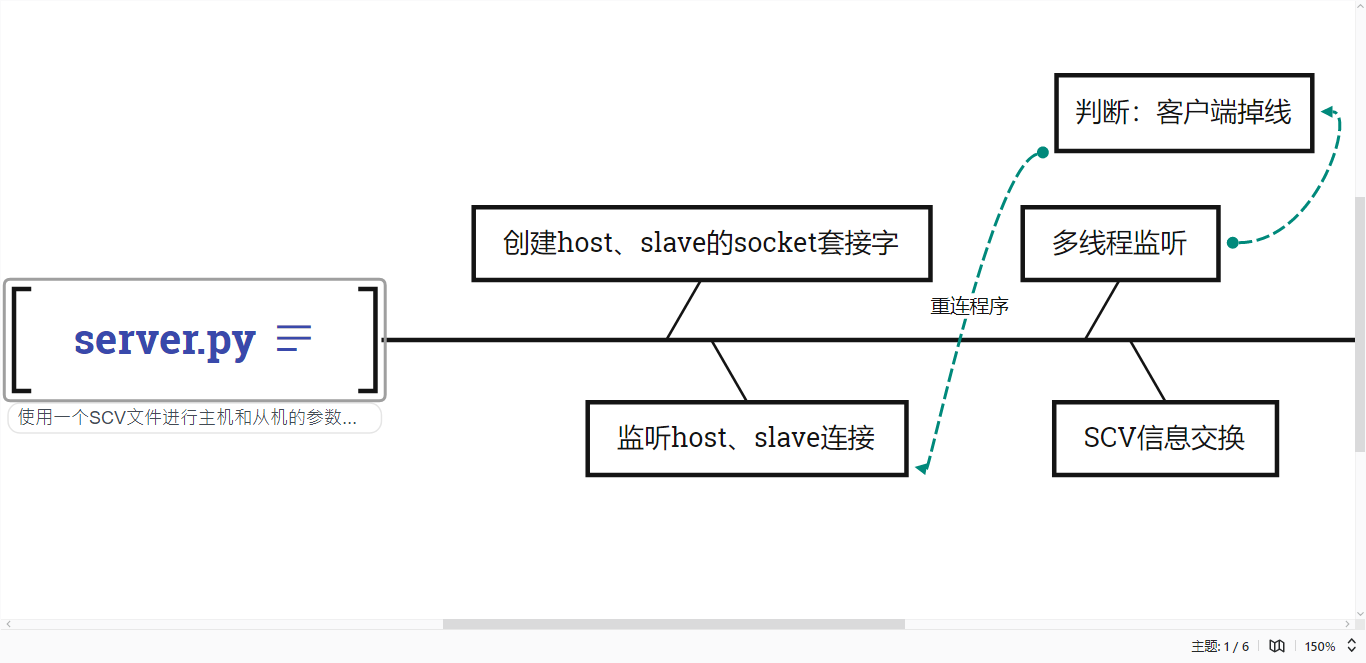 判断：客户端掉线
创建host、slave的socket套接字
多线程监听
重连程序
server.py
使用一个SCV文件进行主机和从机的参数...
监听host、slave连接
SCV信息交换
主题: 1 / 6
150%